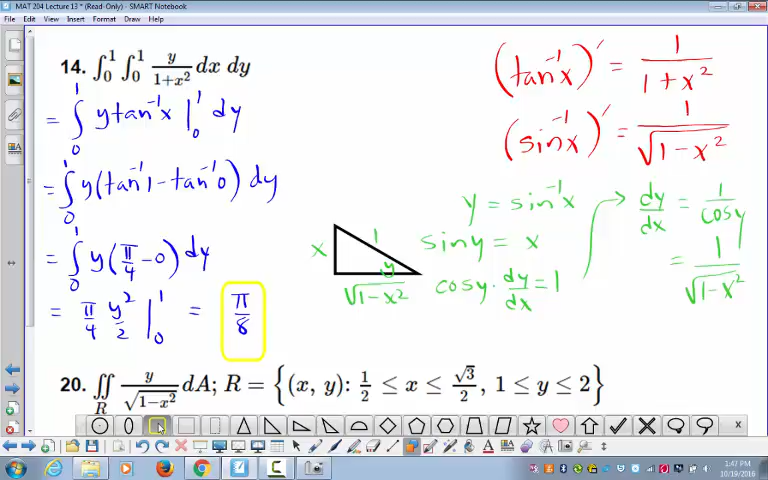 MAT 204 Lecture 13 * (Read-Only) - SMART Notebook
File Edit View Insert Format Tools Add-ons Help
14. ∫₀¹ ∫₀¹ y/(1+x²) dx dy
= ∫₀¹ y tan⁻¹x |₀¹ dy
= ∫₀¹ y(tan⁻¹1 - tan⁻¹0) dy
= ∫₀¹ y(π/4 - 0) dy
= π/4 y²/2 |₀¹ = π/8
(tan⁻¹x)' = 1/(1 + x²)
(sin⁻¹x)' = 1/√(1-x²)
y = sin⁻¹x
sin y = x
cos y · dy/dx = 1
x
1
y
√(1-x²)
dy/dx = 1/cos y
= 1/√(1-x²)
20. ∬_R y/√(1-x²) dA; R = {(x, y): 1/2 ≤ x ≤ √3/2, 1 ≤ y ≤ 2}
1:47 PM
10/19/2016